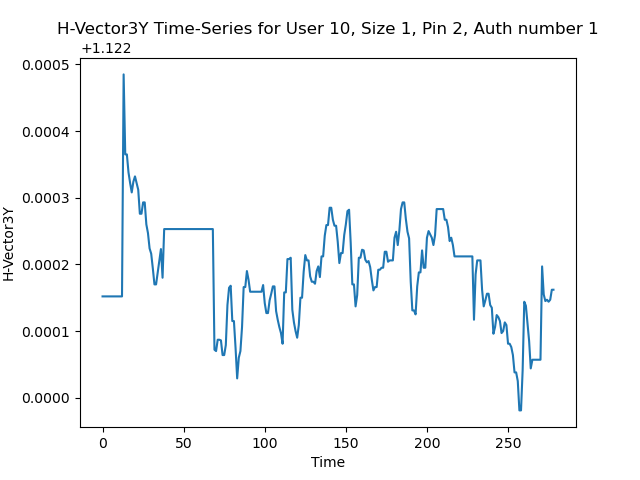 H-Vector3Y Time-Series for User 10, Size 1, Pin 2, Auth number 1
+1.122
0.0005
0.0004
0.0003
0.0002
0.0001
0.0000
H-Vector3Y
0 50 100 150 200 250
Time